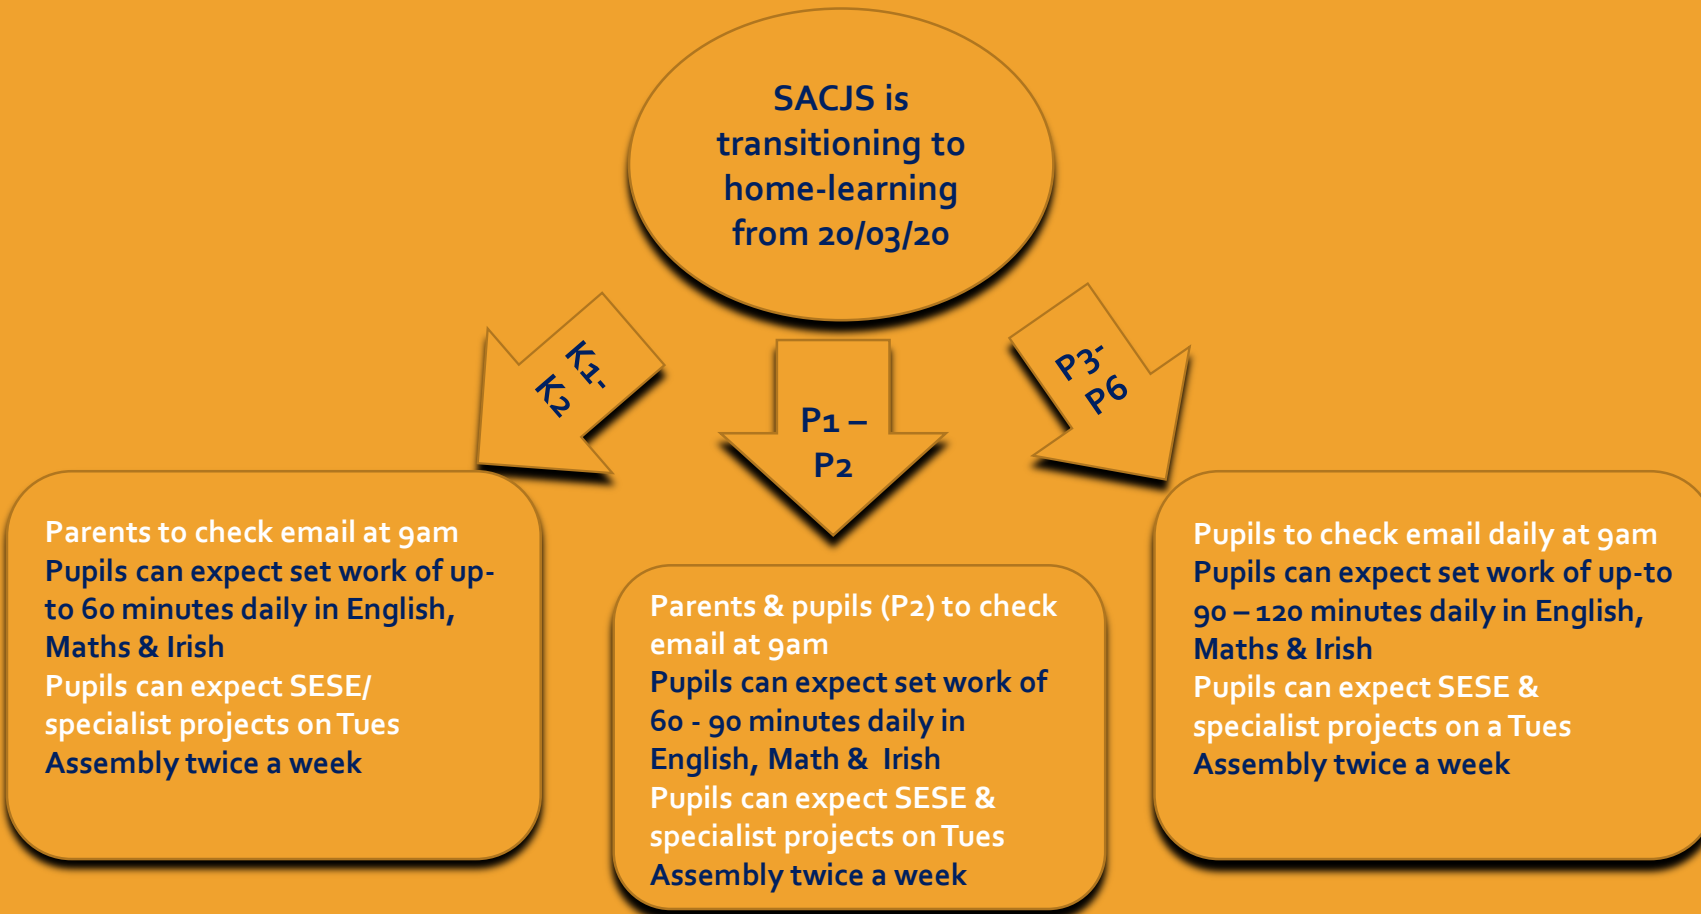 SACJS is
transitioning to
home-learning
from 20/03/20
K1-
K2
P1 –
P2
P3-
P6
Parents to check email at 9am
Pupils can expect set work of up-
to 60 minutes daily in English,
Maths & Irish
Pupils can expect SESE/
specialist projects on Tues
Assembly twice a week
Parents & pupils (P2) to check
email at 9am
Pupils can expect set work of
60 - 90 minutes daily in
English, Math &  Irish
Pupils can expect SESE &
specialist projects on Tues
Assembly twice a week
Pupils to check email daily at 9am
Pupils can expect set work of up-to
90 – 120 minutes daily in English,
Maths & Irish
Pupils can expect SESE &
specialist projects on a Tues
Assembly twice a week